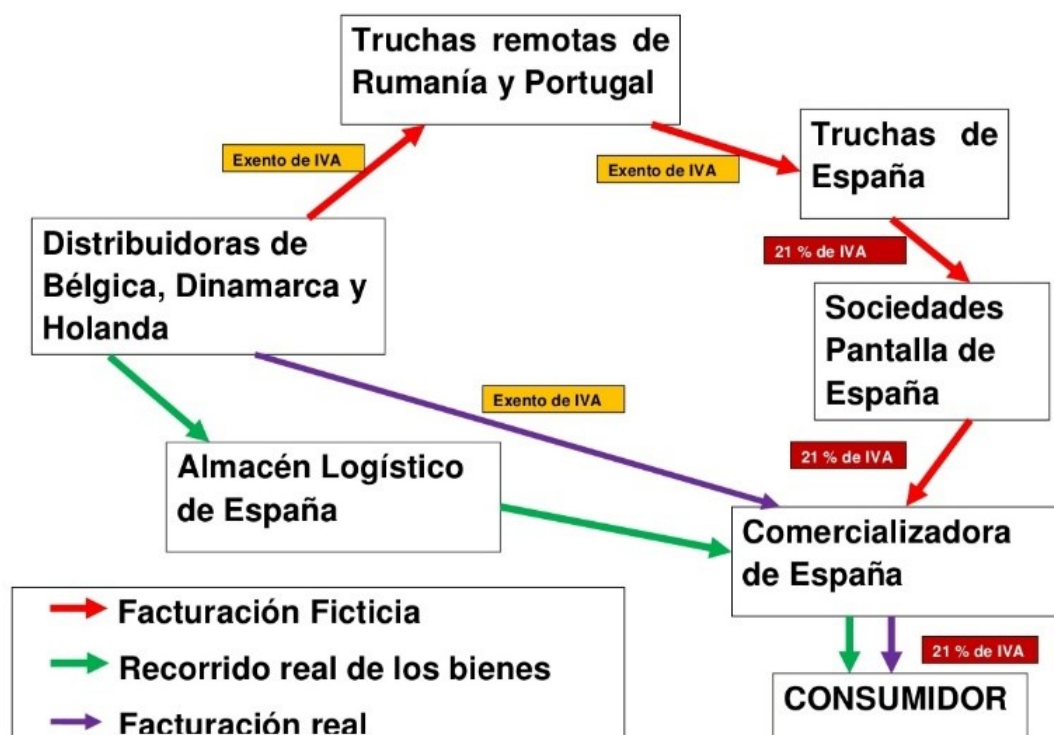 Truchas remotas de
Rumanía y Portugal
Exento de IVA
Exento de IVA
Truchas de
España
Distribuidoras de
Bélgica, Dinamarca y
Holanda
21 % de IVA
Sociedades
Pantalla de
España
Exento de IVA
21 % de IVA
Almacén Logístico
de España
Comercializadora
de España
Facturación Ficticia
Recorrido real de los bienes
Facturación real
21 % de IVA
CONSUMIDOR